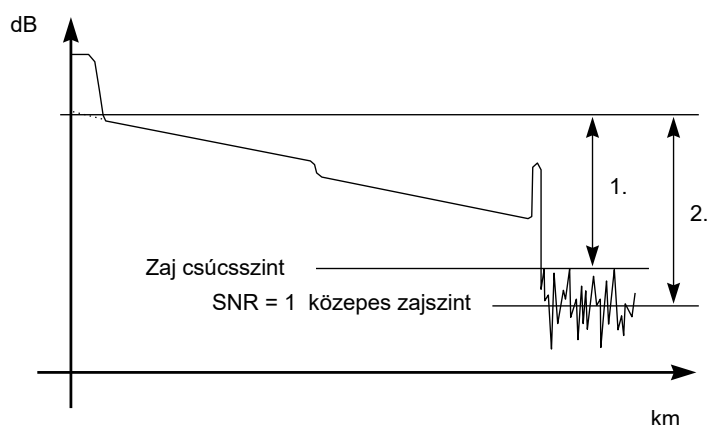 dB
1.
2.
Zaj csúcsszint
SNR = 1 közepes zajszint
km